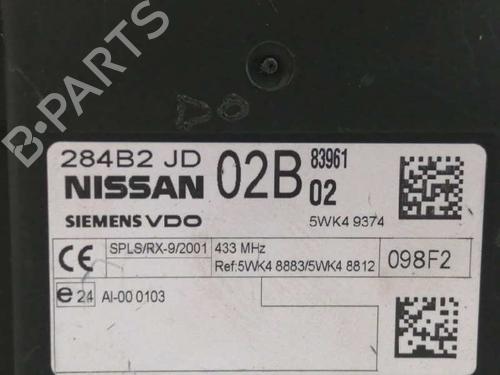 B-PARTS
284B2 JD 02B 83961
NISSAN 02
SIEMENS VDO 5WK4 9374
CE SPLS/RX-9/2001 433 MHz 098F2
Ref:5WK4 8883/5WK4 8812
e 24 AI-00 0103